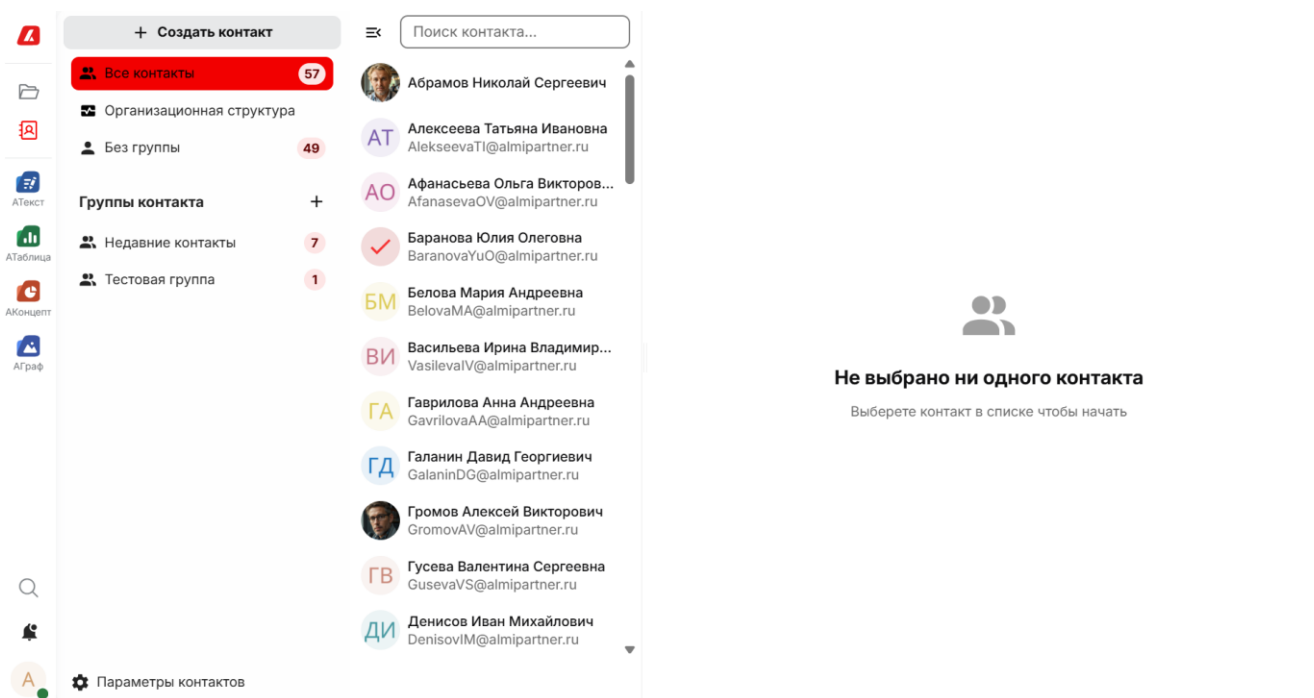 Создать контакт
Все контакты 57
Организационная структура
Без группы 49
Группы контакта
Недавние контакты 7
Тестовая группа 1
Параметры контактов
АТекст
АТаблица
АКонцепт
АГраф
А
Поиск контакта...
Абрамов Николай Сергеевич
АТ
Алексеева Татьяна Ивановна
AlekseevaTI@almipartner.ru
АО
Афанасьева Ольга Викторов...
AfanasevaOV@almipartner.ru
Баранова Юлия Олеговна
BaranovaYuO@almipartner.ru
БМ
Белова Мария Андреевна
BelovaMA@almipartner.ru
ВИ
Васильева Ирина Владимир...
VasilevaIV@almipartner.ru
ГА
Гаврилова Анна Андреевна
GavrilovaAA@almipartner.ru
ГД
Галанин Давид Георгиевич
GalaninDG@almipartner.ru
Громов Алексей Викторович
GromovAV@almipartner.ru
ГВ
Гусева Валентина Сергеевна
GusevaVS@almipartner.ru
ДИ
Денисов Иван Михайлович
DenisovIM@almipartner.ru
Не выбрано ни одного контакта
Выберете контакт в списке чтобы начать